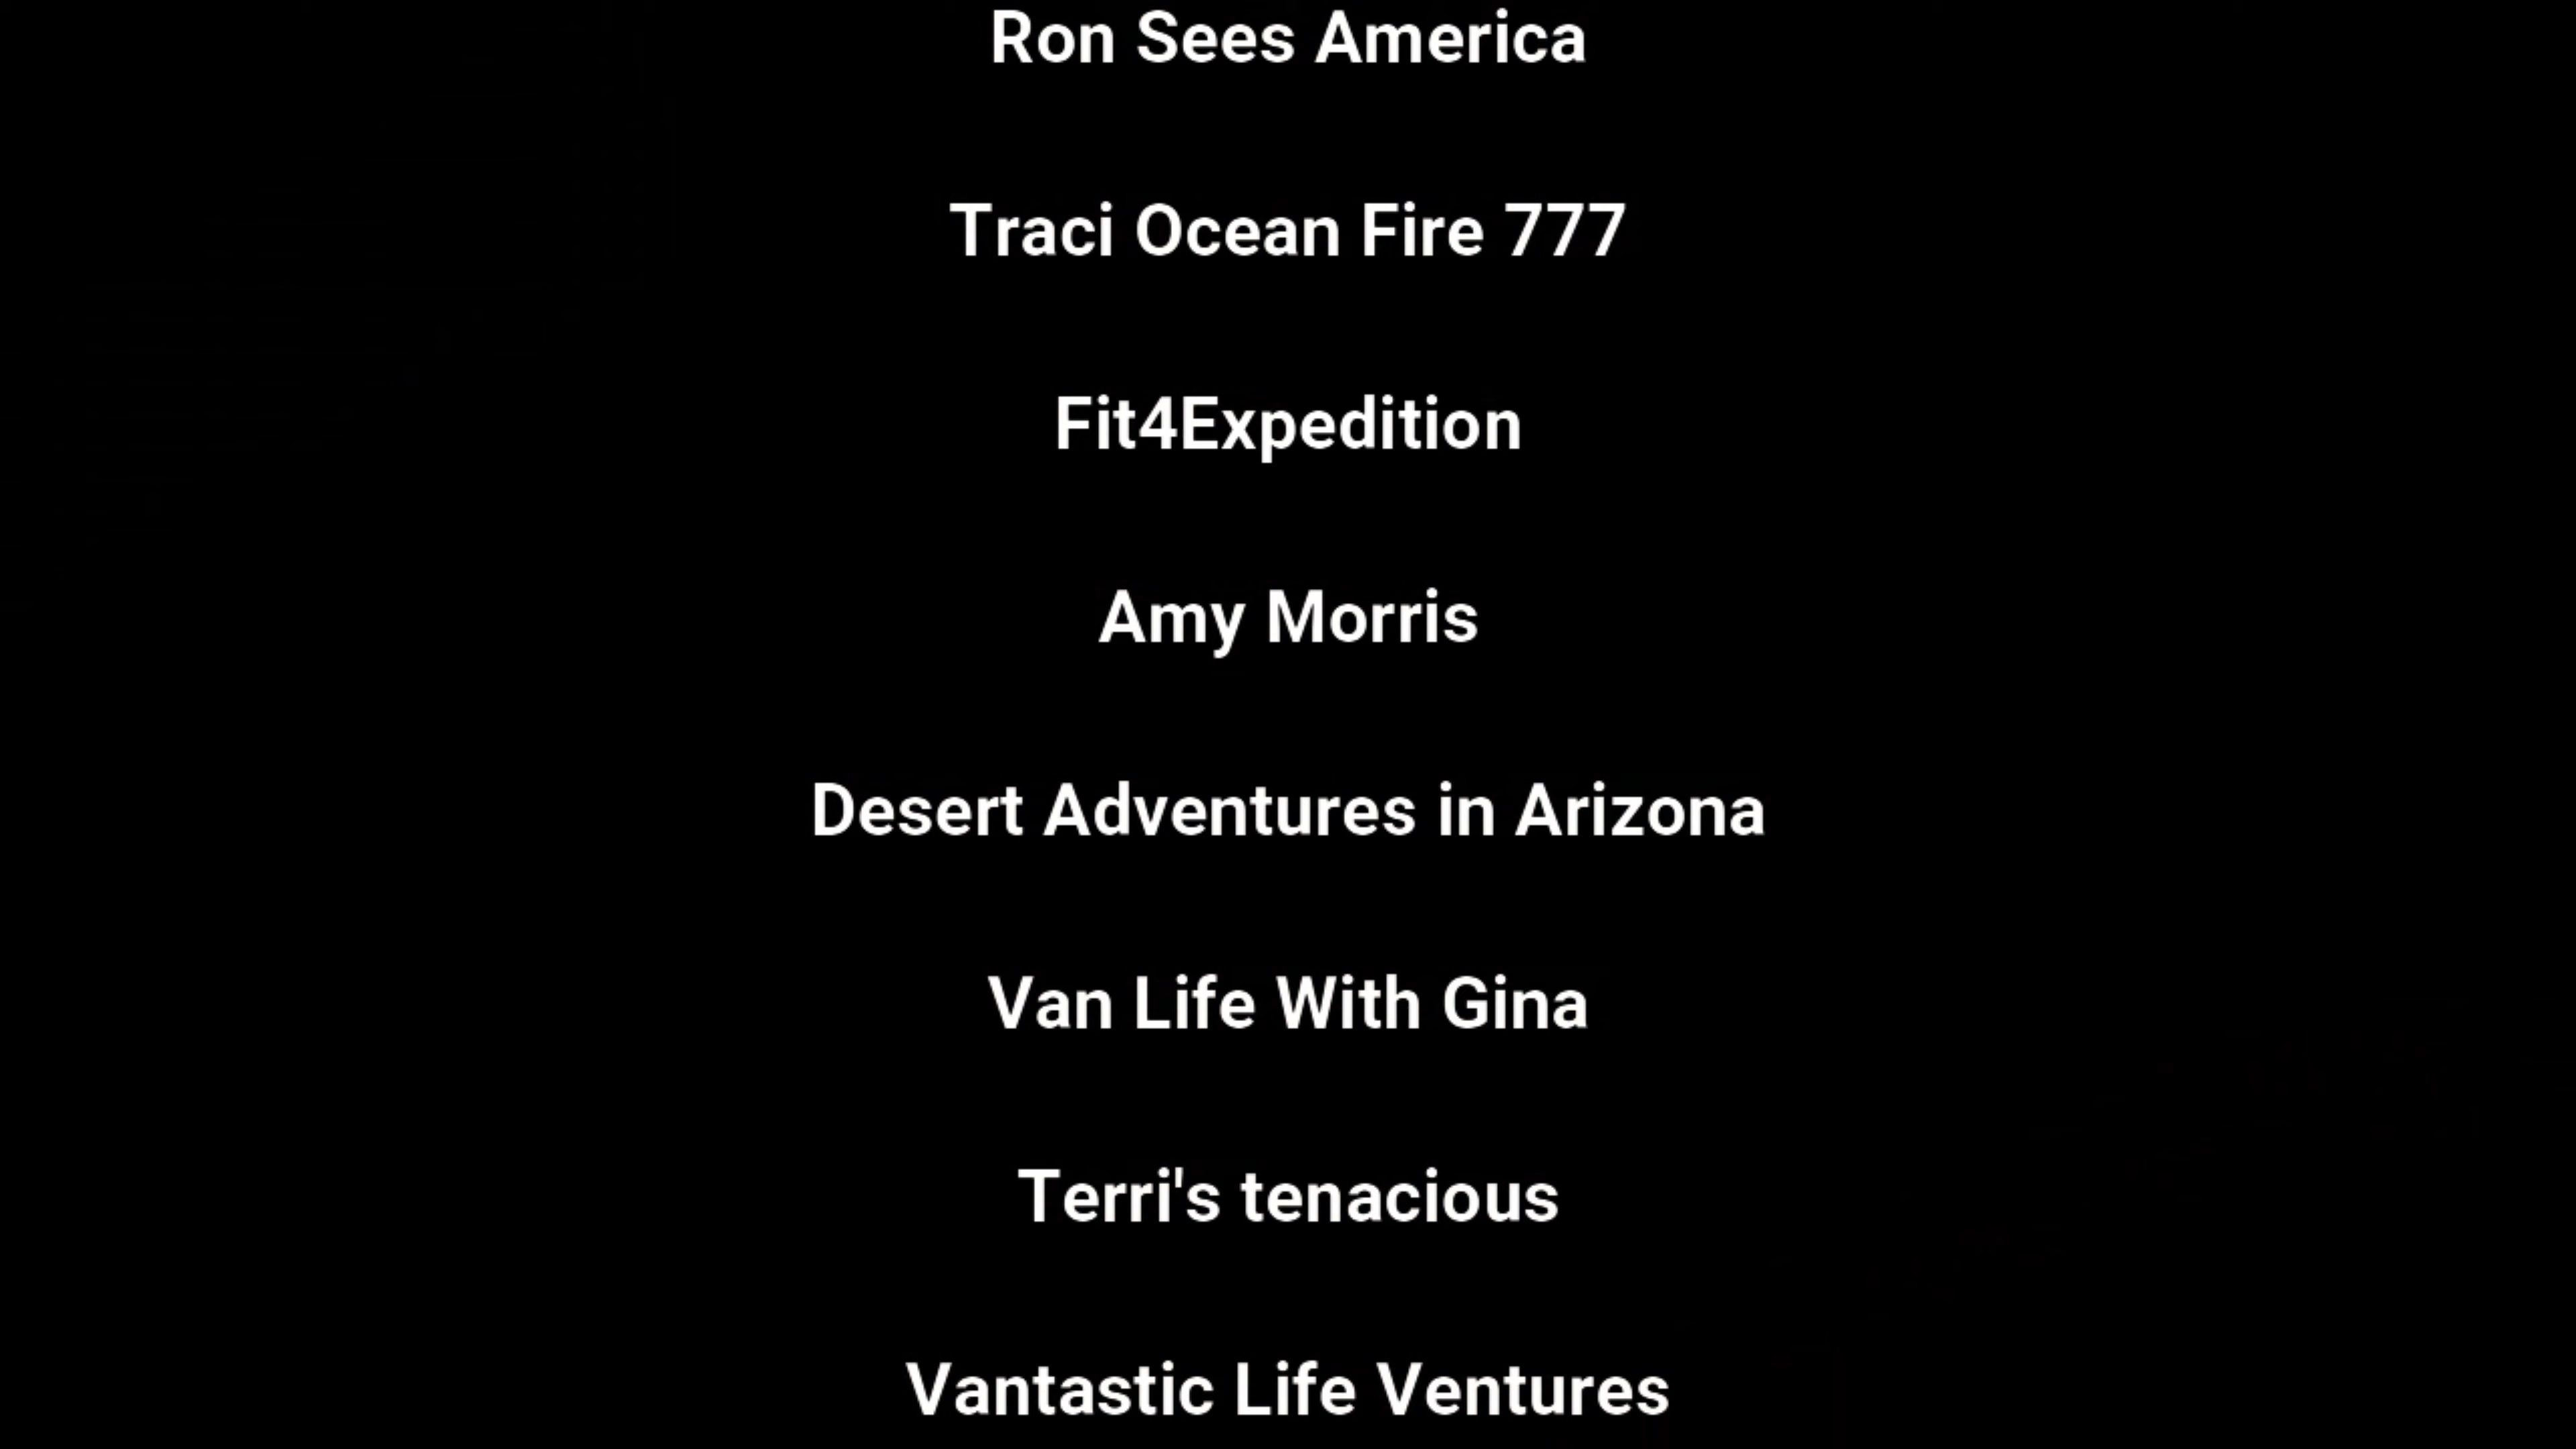 Ron Sees America
Traci Ocean Fire 777
Fit4Expedition
Amy Morris
Desert Adventures in Arizona
Van Life With Gina
Terri's tenacious
Vantastic Life Ventures